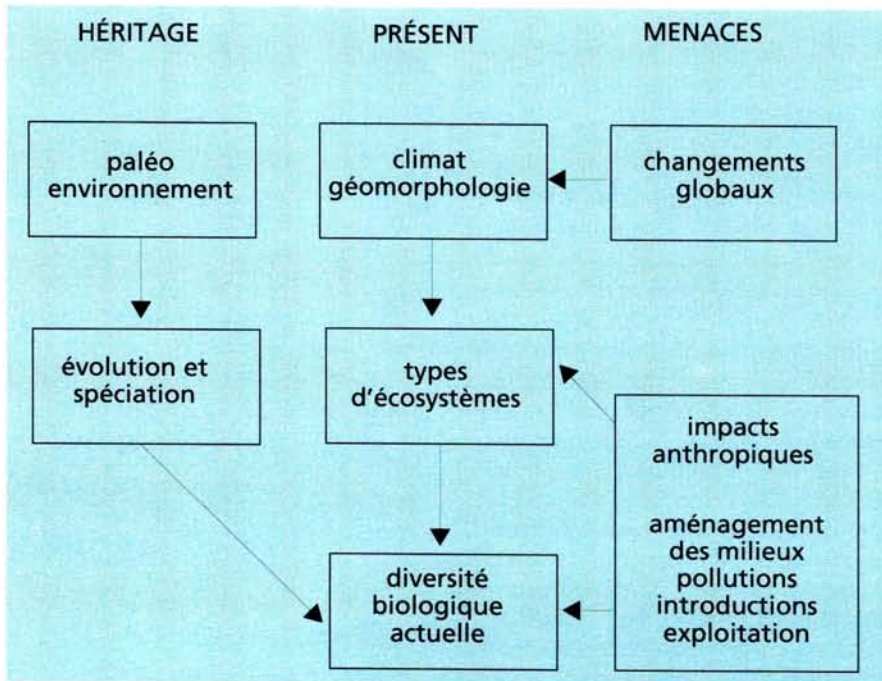 HÉRITAGE
PRÉSENT
MENACES
paléo
environnement
climat
géomorphologie
changements
globaux
évolution et
spéciation
types
d'écosystèmes
impacts
anthropiques
aménagement
des milieux
pollutions
introductions
exploitation
diversité
biologique
actuelle